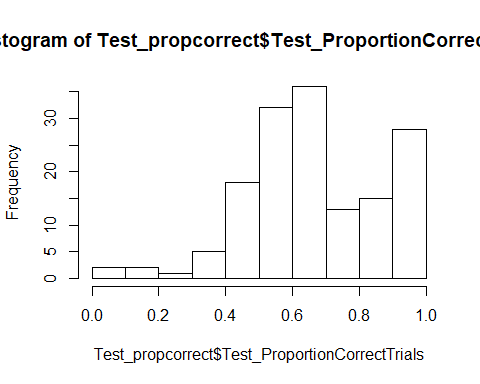 stogram of Test_propcorrect$Test_ProportionCorrec
Frequency
30
20
10
5
0
0.0 0.2 0.4 0.6 0.8 1.0
Test_propcorrect$Test_ProportionCorrectTrials